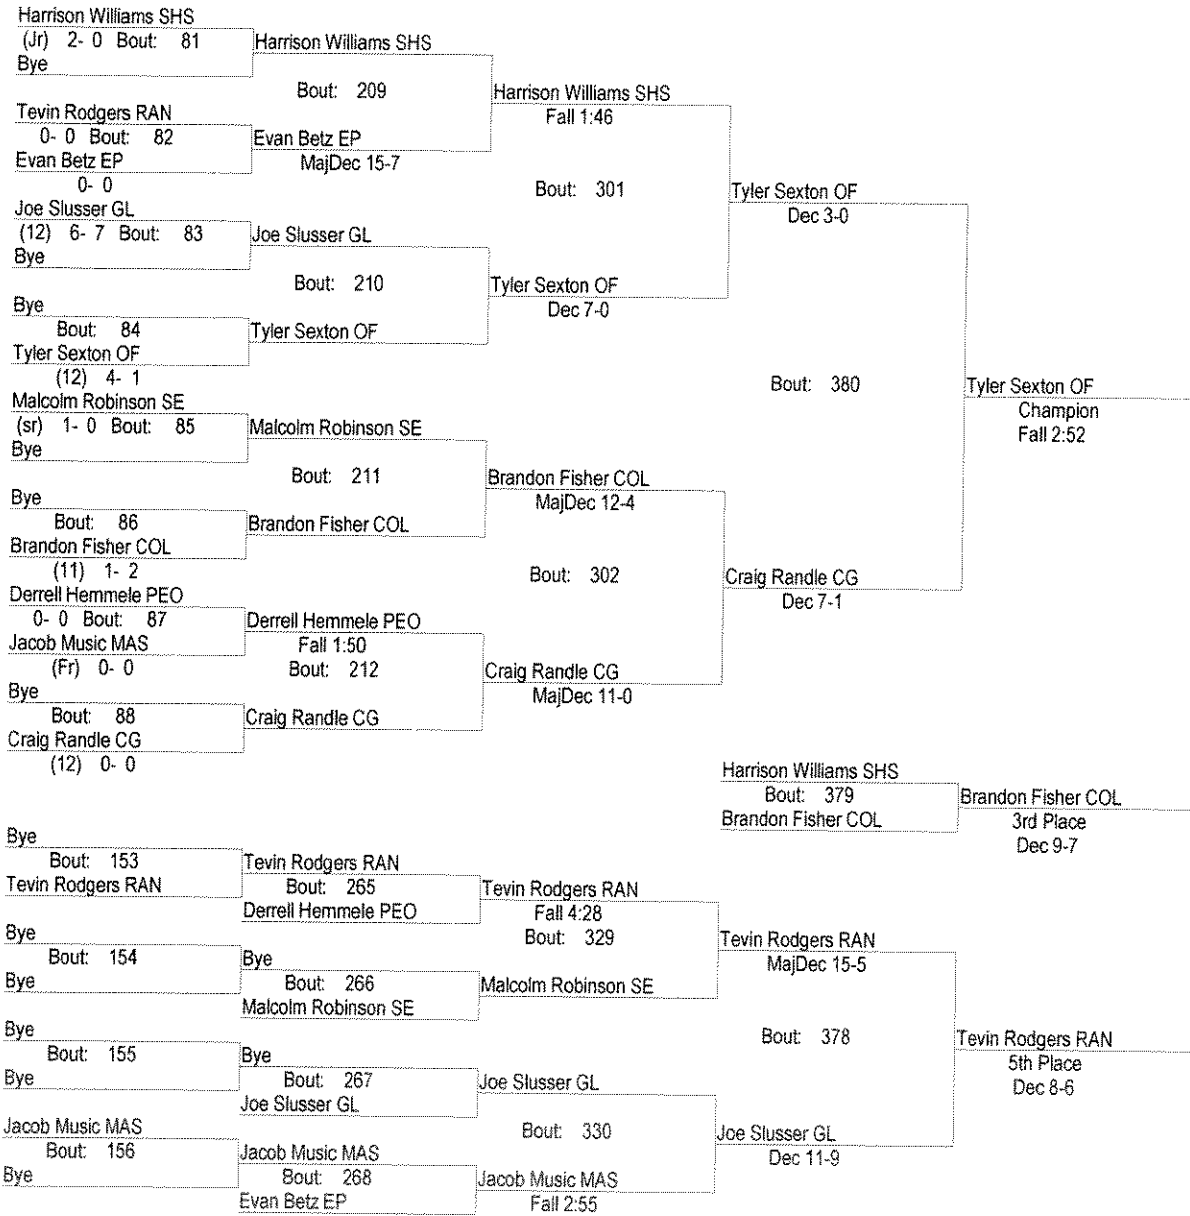 Harrison Williams SHS
(Jr) 2- 0 Bout: 81
Bye
Harrison Williams SHS
Bout: 209
Tevin Rodgers RAN
0- 0 Bout: 82
Evan Betz EP
0- 0
Evan Betz EP
MajDec 15-7
Harrison Williams SHS
Fall 1:46
Bout: 301
Joe Slusser GL
(12) 6- 7 Bout: 83
Bye
Joe Slusser GL
Bout: 210
Bye
Bout: 84
Tyler Sexton OF
(12) 4- 1
Tyler Sexton OF
Tyler Sexton OF
Dec 7-0
Tyler Sexton OF
Dec 3-0
Bout: 380
Tyler Sexton OF
Champion
Fall 2:52
Malcolm Robinson SE
(sr) 1- 0 Bout: 85
Bye
Malcolm Robinson SE
Bout: 211
Bye
Bout: 86
Brandon Fisher COL
(11) 1- 2
Brandon Fisher COL
Brandon Fisher COL
MajDec 12-4
Bout: 302
Derrell Hemmele PEO
0- 0 Bout: 87
Jacob Music MAS
(Fr) 0- 0
Derrell Hemmele PEO
Fall 1:50
Bout: 212
Bye
Bout: 88
Craig Randle CG
(12) 0- 0
Craig Randle CG
Craig Randle CG
MajDec 11-0
Craig Randle CG
Dec 7-1
Harrison Williams SHS
Bout: 379
Brandon Fisher COL
Brandon Fisher COL
3rd Place
Dec 9-7
Bye
Bout: 153
Tevin Rodgers RAN
Tevin Rodgers RAN
Bout: 265
Derrell Hemmele PEO
Tevin Rodgers RAN
Fall 4:28
Bout: 329
Bye
Bout: 154
Bye
Bye
Bout: 266
Malcolm Robinson SE
Malcolm Robinson SE
Tevin Rodgers RAN
MajDec 15-5
Bout: 378
Bye
Bout: 155
Bye
Bye
Bout: 267
Joe Slusser GL
Joe Slusser GL
Bout: 330
Jacob Music MAS
Bout: 156
Bye
Jacob Music MAS
Bout: 268
Evan Betz EP
Jacob Music MAS
Fall 2:55
Joe Slusser GL
Dec 11-9
Tevin Rodgers RAN
5th Place
Dec 8-6